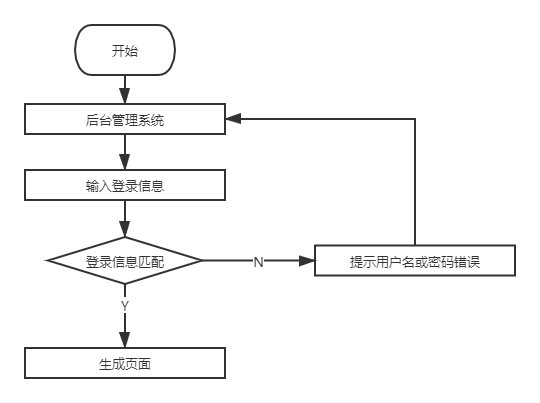 开始
后台管理系统
输入登录信息
登录信息匹配
N
提示用户名或密码错误
Y
生成页面